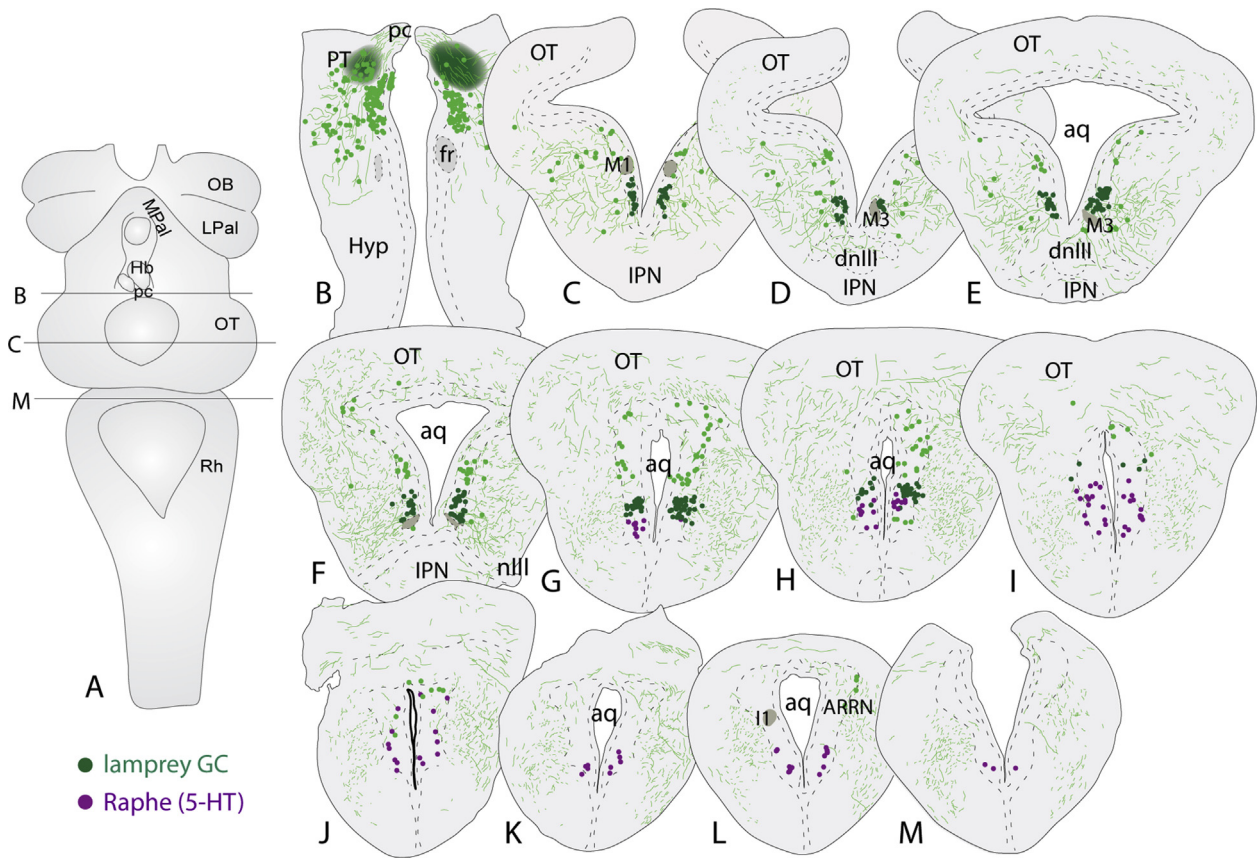 OB
MPal
LPal
Hb
pc
B
OT
C
M
Rh
A
lamprey GC
Raphe (5-HT)
pc
PT
fr
Hyp
B
OT
M1
IPN
C
OT
M3
dnIII
IPN
D
OT
aq
M3
dnIII
IPN
E
OT
aq
IPN
nIII
F
OT
aq
G
OT
aq
H
OT
I
J
aq
K
I1
aq
ARRN
L
M